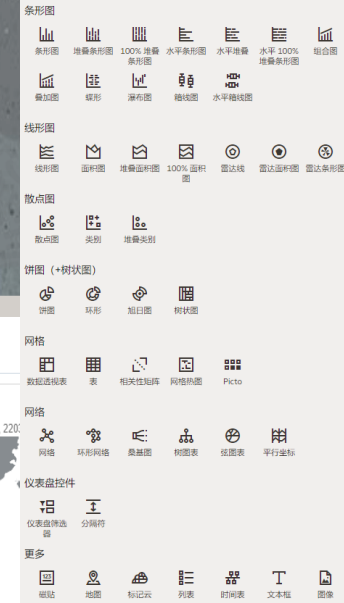 条形图
条形图 堆叠条形图 100% 堆叠条形图 水平条形图 水平堆叠 水平 100% 堆叠条形图 组合图
叠加图 蝶形 瀑布图 箱线图 水平箱线图
线形图
线形图 面积图 堆叠面积图 100% 面积图 雷达线 雷达面积图 雷达条形图
散点图
散点图 类别 堆叠类别
饼图（+树状图）
饼图 环形 旭日图 树状图
网格
数据透视表 表 相关性矩阵 网格热图 Picto
网络
网络 环形网络 桑基图 树图表 弦图表 平行坐标
仪表盘控件
仪表盘筛选器 分隔符
更多
磁贴 地图 标记云 列表 时间表 文本框 图像